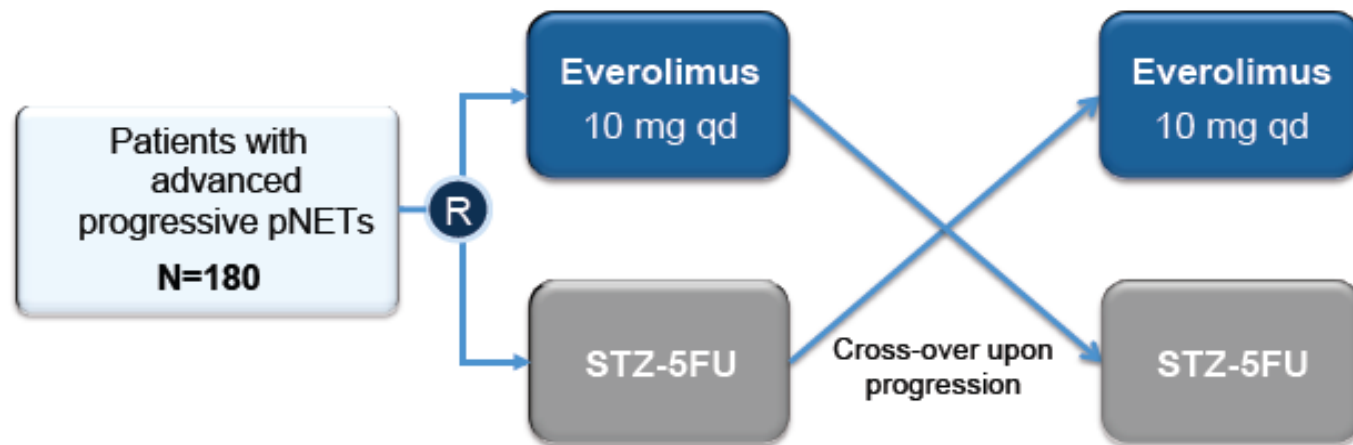 Patients with
advanced
progressive pNETs
N=180
R
Everolimus
10 mg qd
STZ-5FU
Cross-over upon
progression
Everolimus
10 mg qd
STZ-5FU